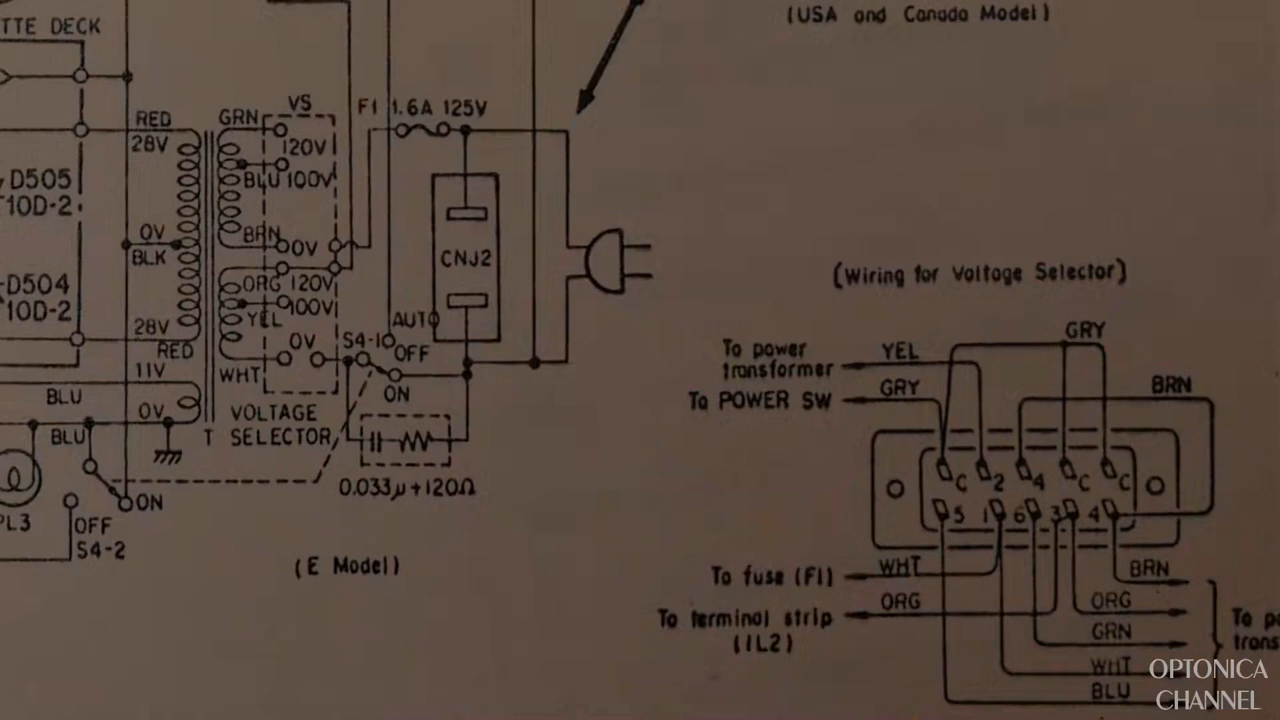 (USA and Canada Model)
TTE DECK
RED
28V
GRN
VS
F1 1.6A 125V
120V
BLU 100V
D505
10D-2
0V
BLK
BRN
0V
CNJ2
D504
10D-2
ORG 120V
100V
YEL
28V
RED
11V
0V
WHT
S4-1
AUTO
OFF
ON
BLU
0V
BLU
T
VOLTAGE
SELECTOR
0.033μ+120Ω
PL3
ON
OFF
S4-2
(E Model)
(Wiring for Voltage Selector)
GRY
To power
transformer
YEL
To POWER SW
GRY
BRN
C 2 4 C C
5 1 6 3 4
To fuse (F1)
WHT
BRN
To terminal strip
(1L2)
ORG
ORG
GRN
WHT
BLU
OPTONICA
CHANNEL